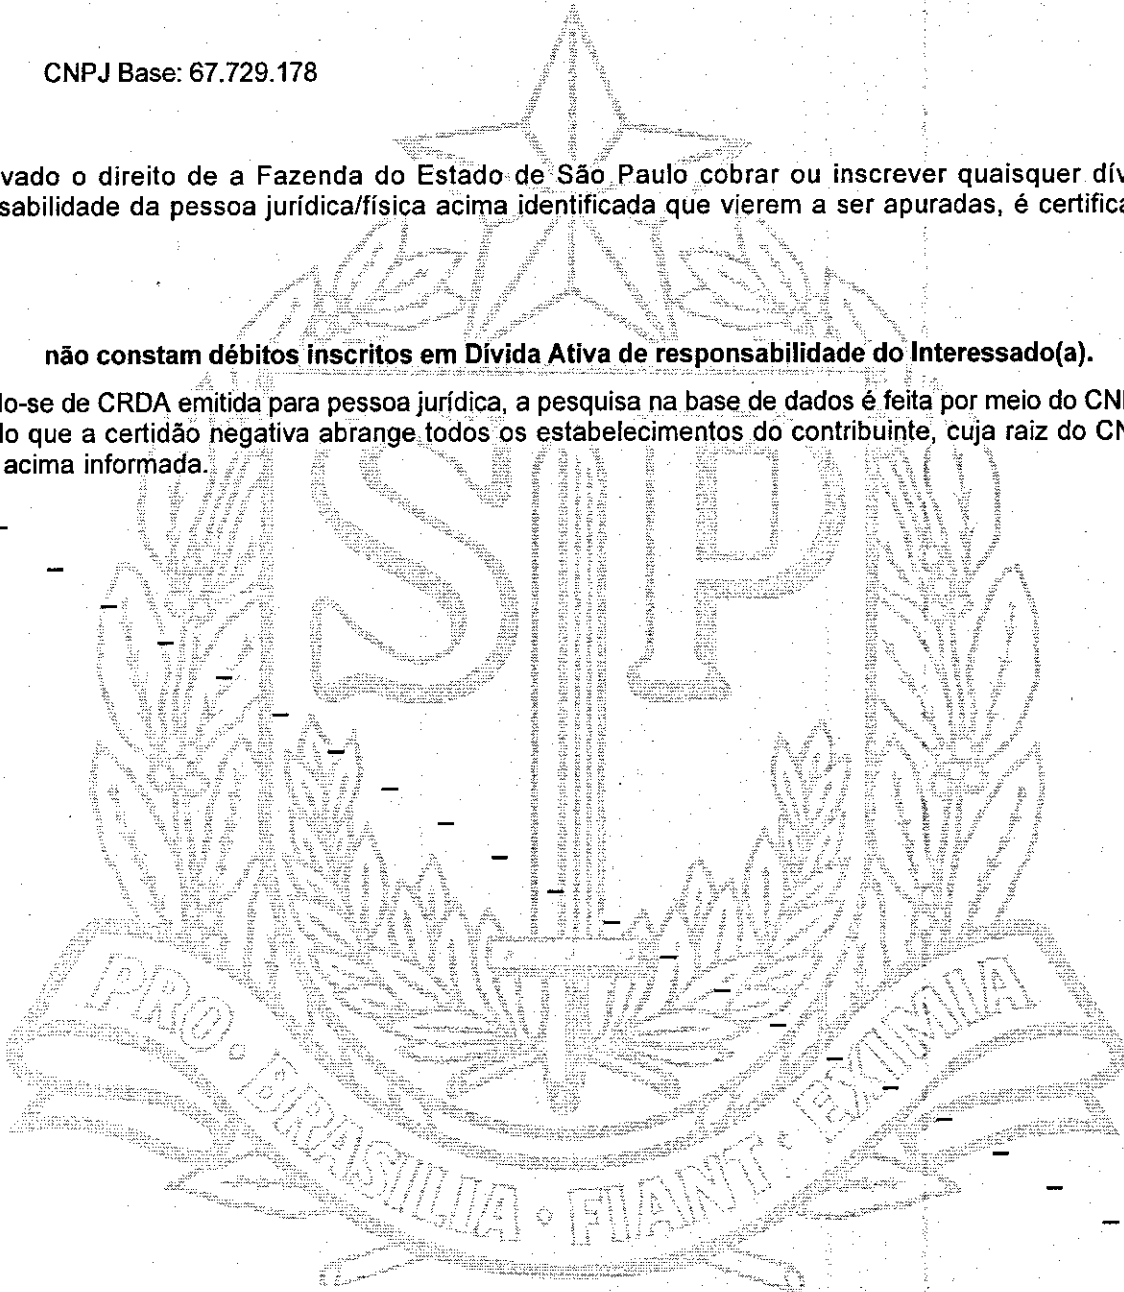 CNPJ Base: 67.729.178
vado o direito de a Fazenda do Estado de São Paulo cobrar ou inscrever quaisquer dív
sabilidade da pessoa jurídica/física acima identificada que vierem a ser apuradas, é certifica
não constam débitos inscritos em Dívida Ativa de responsabilidade do Interessado(a).
do-se de CRDA emitida para pessoa jurídica, a pesquisa na base de dados é feita por meio do CN
do que a certidão negativa abrange todos os estabelecimentos do contribuinte, cuja raiz do CN
acima informada.
SP
PRO · BRASILIA · FIANT · EXIMIA